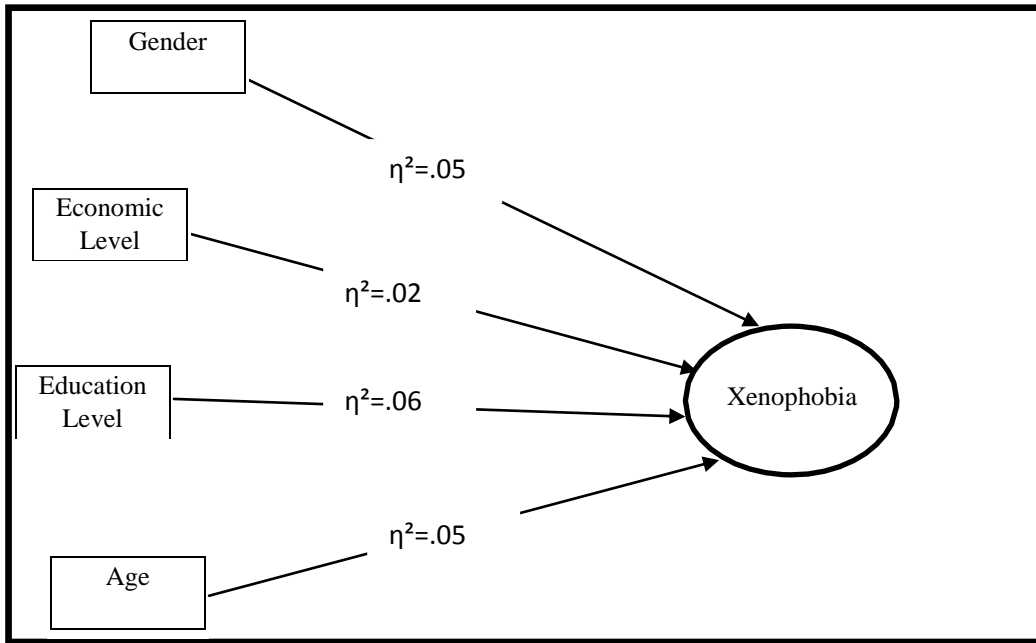 Gender
η²=.05
Economic
Level
η²=.02
Education
Level
η²=.06
Xenophobia
η²=.05
Age